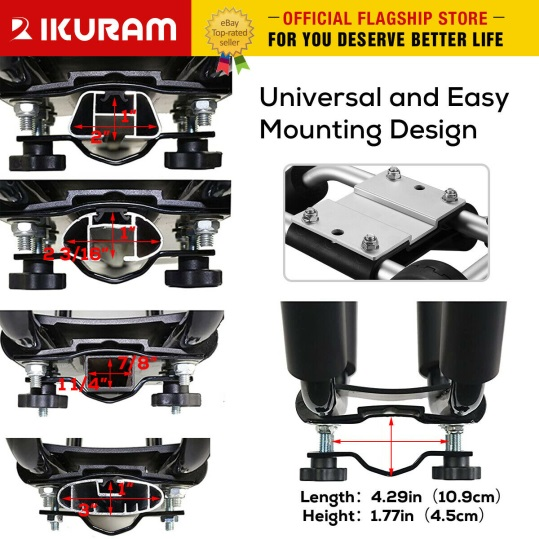 IKURAM
eBay
Top-rated
seller
OFFICIAL FLAGSHIP STORE
FOR YOU DESERVE BETTER LIFE
Universal and Easy
Mounting Design
1"
2"
1"
2 3/16"
7/8"
1 1/4"
1"
3"
Length： 4.29in（10.9cm）
Height： 1.77in（4.5cm）